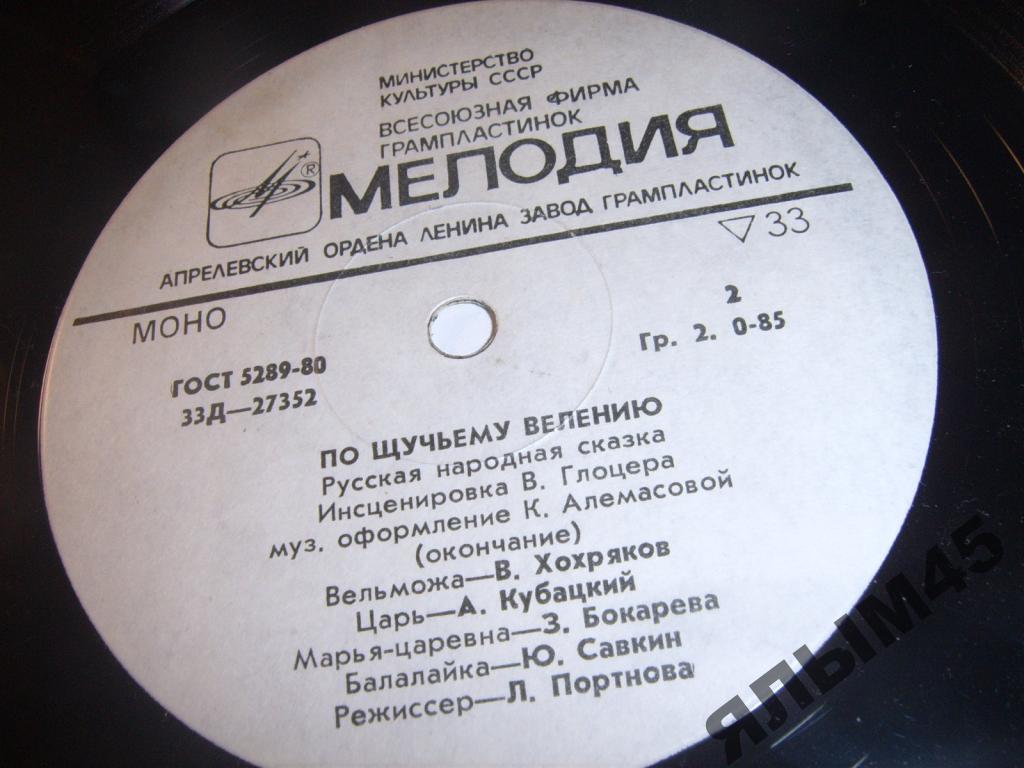 МИНИСТЕРСТВО
КУЛЬТУРЫ СССР
ВСЕСОЮЗНАЯ ФИРМА
ГРАМПЛАСТИНОК
®
МЕЛОДИЯ
АПРЕЛЕВСКИЙ ОРДЕНА ЛЕНИНА ЗАВОД ГРАМПЛАСТИНОК
МОНО
▽33
ГОСТ 5289-80
33Д—27352
2
Гр. 2. 0-85
ПО ЩУЧЬЕМУ ВЕЛЕНИЮ
Русская народная сказка
Инсценировка В. Глоцера
муз. оформление К. Алемасовой
(окончание)
Вельможа—В. Хохряков
Царь—А. Кубацкий
Марья-царевна—З. Бокарева
Балалайка—Ю. Савкин
Режиссер—Л. Портнова
ЯЛЫМ45